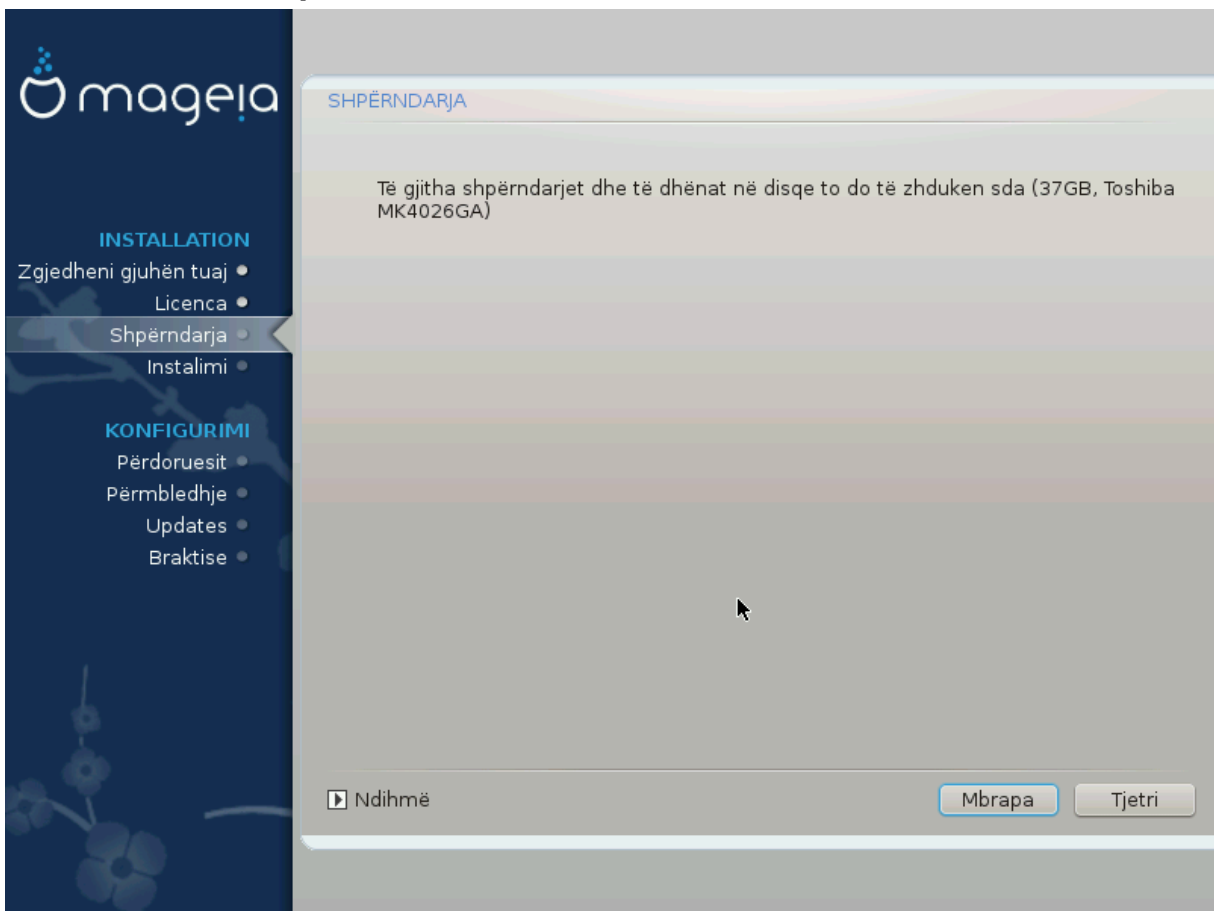 mageia
INSTALLATION
Zgjedheni gjuhën tuaj
Licenca
Shpërndarja
Instalimi
KONFIGURIMI
Përdoruesit
Përmbledhje
Updates
Braktise
SHPËRNDARJA
Të gjitha shpërndarjet dhe të dhënat në disqe to do të zhduken sda (37GB, Toshiba
MK4026GA)
Ndihmë
Mbrapa
Tjetri